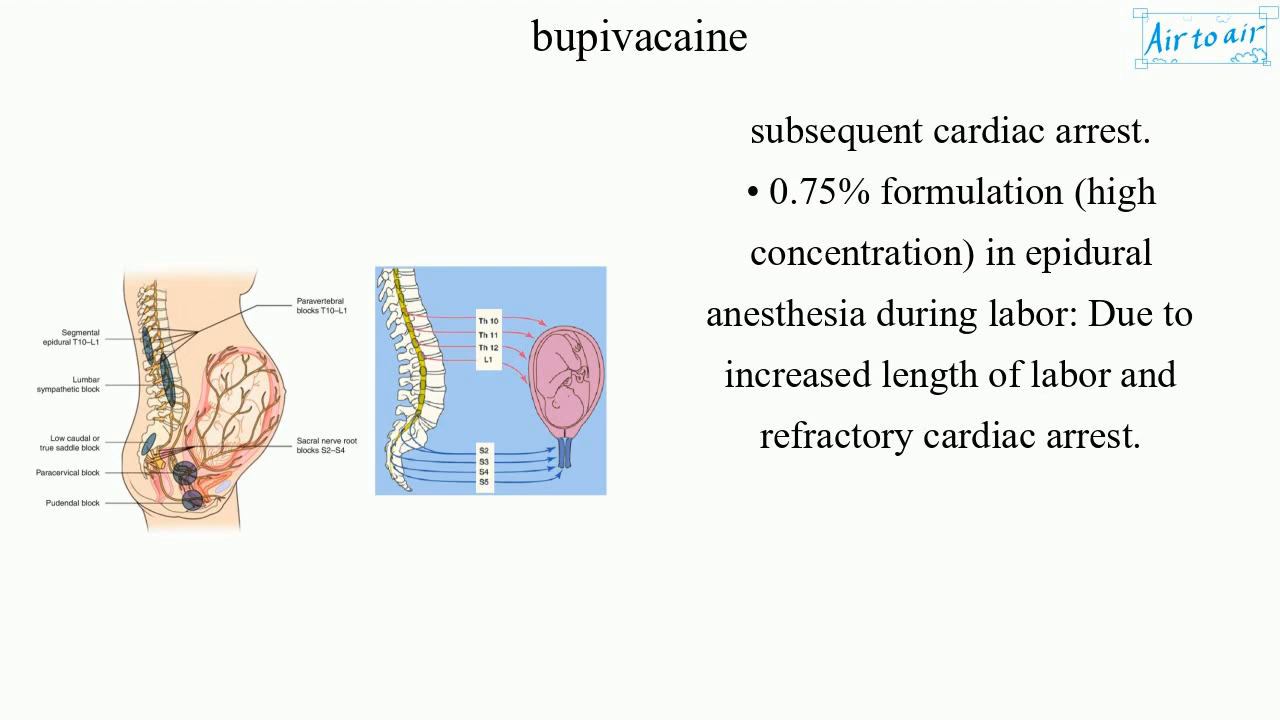 bupivacaine
Air to air
subsequent cardiac arrest.
• 0.75% formulation (high
concentration) in epidural
anesthesia during labor: Due to
increased length of labor and
refractory cardiac arrest.
Paravertebral
blocks T10–L1
Segmental
epidural T10–L1
Lumbar
sympathetic block
Low caudal or
true saddle block
Sacral nerve root
blocks S2–S4
Paracervical block
Pudendal block
Th 10
Th 11
Th 12
L1
S2
S3
S4
S5